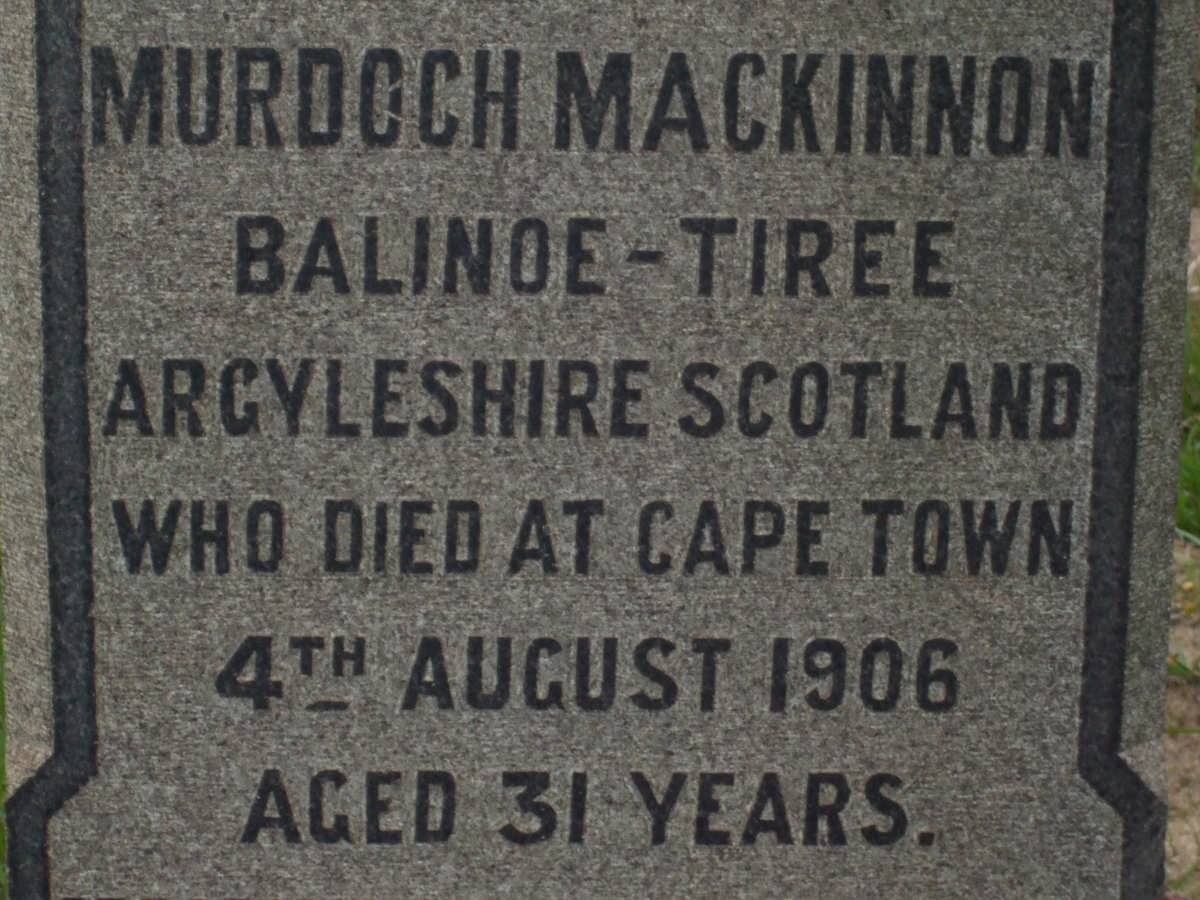 MURDOCH MACKINNON
BALINOE - TIREE
ARGYLESHIRE SCOTLAND
WHO DIED AT CAPE TOWN
4TH AUGUST 1906
AGED 31 YEARS.